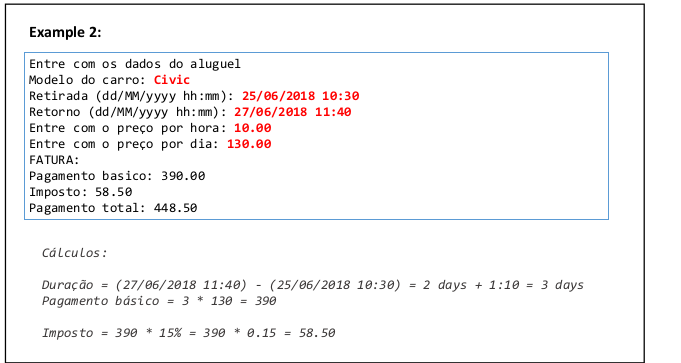 Example 2:
Entre com os dados do aluguel
Modelo do carro: Civic
Retirada (dd/MM/yyyy hh:mm): 25/06/2018 10:30
Retorno (dd/MM/yyyy hh:mm): 27/06/2018 11:40
Entre com o preço por hora: 10.00
Entre com o preço por dia: 130.00
FATURA:
Pagamento basico: 390.00
Imposto: 58.50
Pagamento total: 448.50
Cálculos:
Duração = (27/06/2018 11:40) - (25/06/2018 10:30) = 2 days + 1:10 = 3 days
Pagamento básico = 3 * 130 = 390
Imposto = 390 * 15% = 390 * 0.15 = 58.50